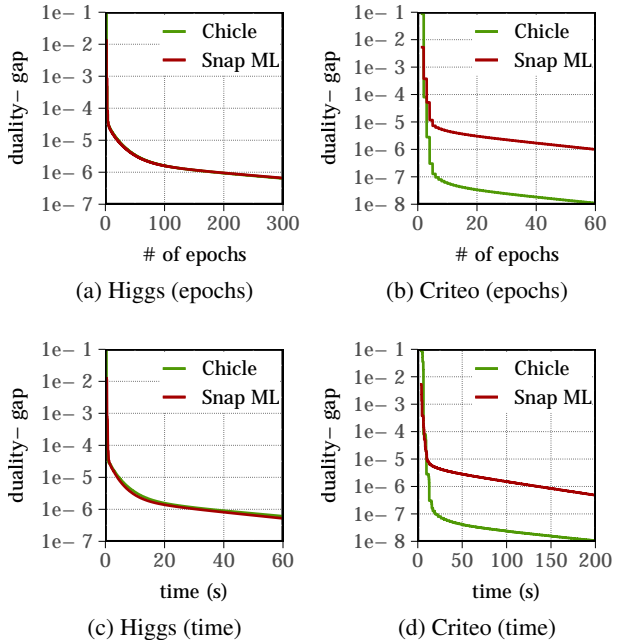 1e− 1
1e− 2
1e− 3
1e− 4
1e− 5
1e− 6
1e− 7
duality− gap
Chicle
Snap ML
0 100 200 300
# of epochs
(a) Higgs (epochs)
1e− 1
1e− 2
1e− 3
1e− 4
1e− 5
1e− 6
1e− 7
1e− 8
duality− gap
Chicle
Snap ML
0 20 40 60
# of epochs
(b) Criteo (epochs)
1e− 1
1e− 2
1e− 3
1e− 4
1e− 5
1e− 6
1e− 7
duality− gap
Chicle
Snap ML
0 20 40 60
time (s)
(c) Higgs (time)
1e− 1
1e− 2
1e− 3
1e− 4
1e− 5
1e− 6
1e− 7
1e− 8
duality− gap
Chicle
Snap ML
0 50 100 150 200
time (s)
(d) Criteo (time)